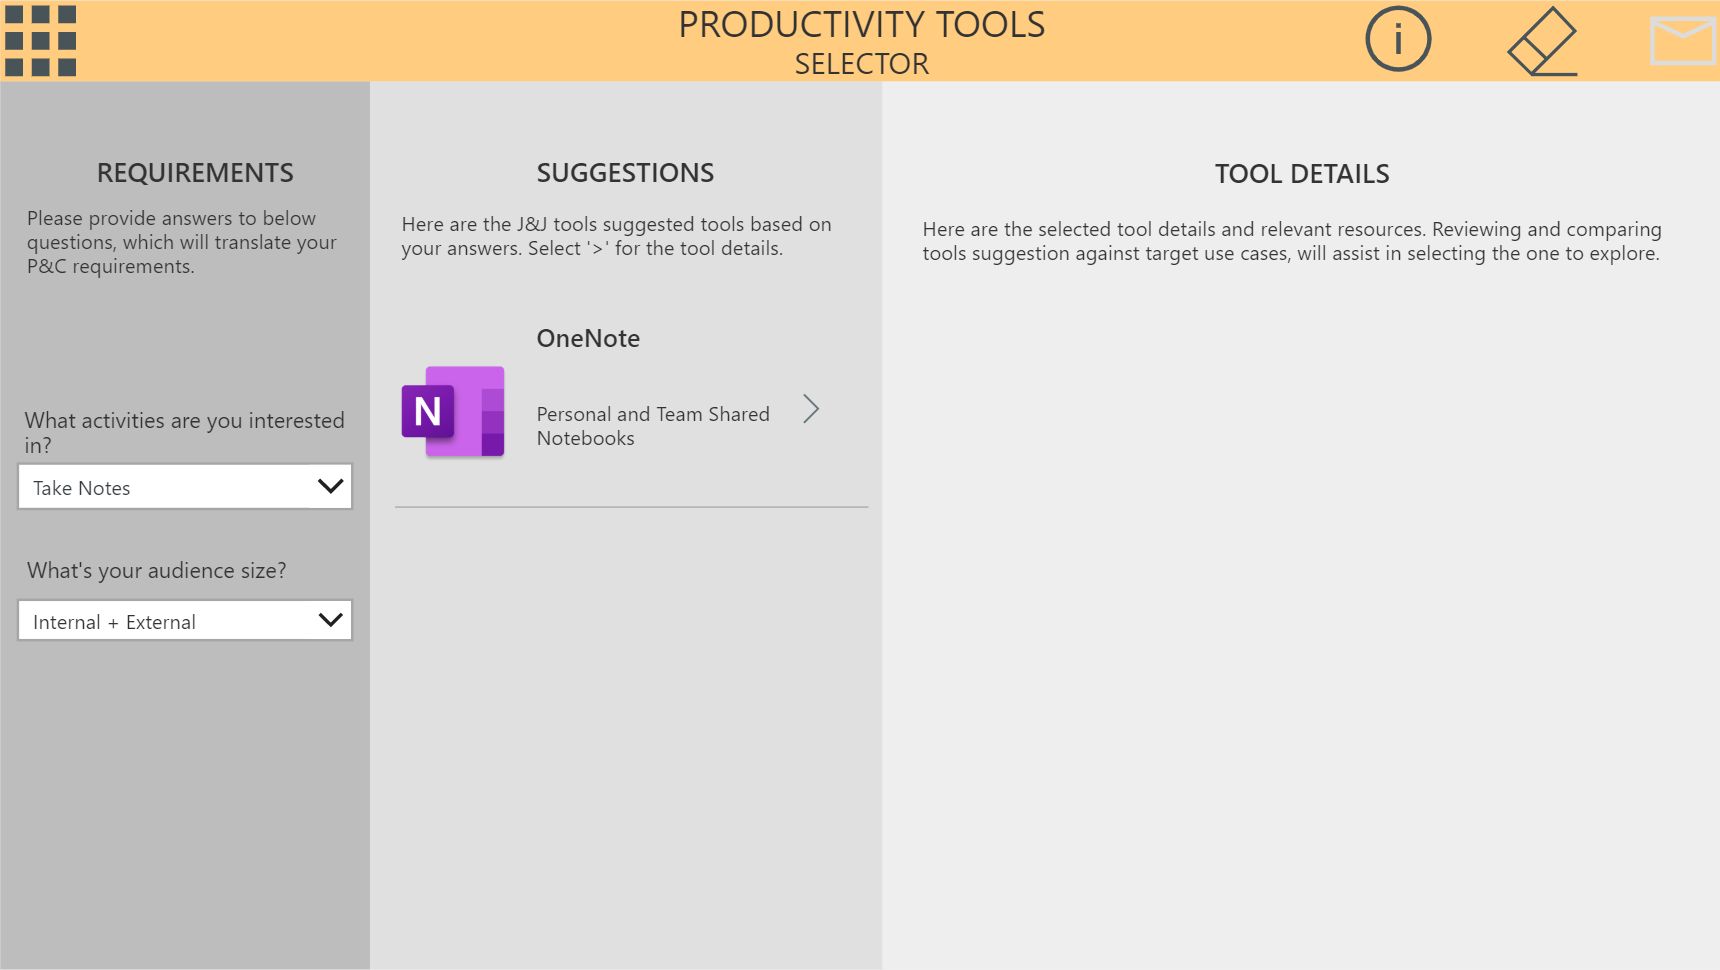 PRODUCTIVITY TOOLS
SELECTOR
i
REQUIREMENTS
Please provide answers to below
questions, which will translate your
P&C requirements.
What activities are you interested
in?
Take Notes
What's your audience size?
Internal + External
SUGGESTIONS
Here are the J&J tools suggested tools based on
your answers. Select '>' for the tool details.
OneNote
N
Personal and Team Shared
Notebooks
TOOL DETAILS
Here are the selected tool details and relevant resources. Reviewing and comparing
tools suggestion against target use cases, will assist in selecting the one to explore.